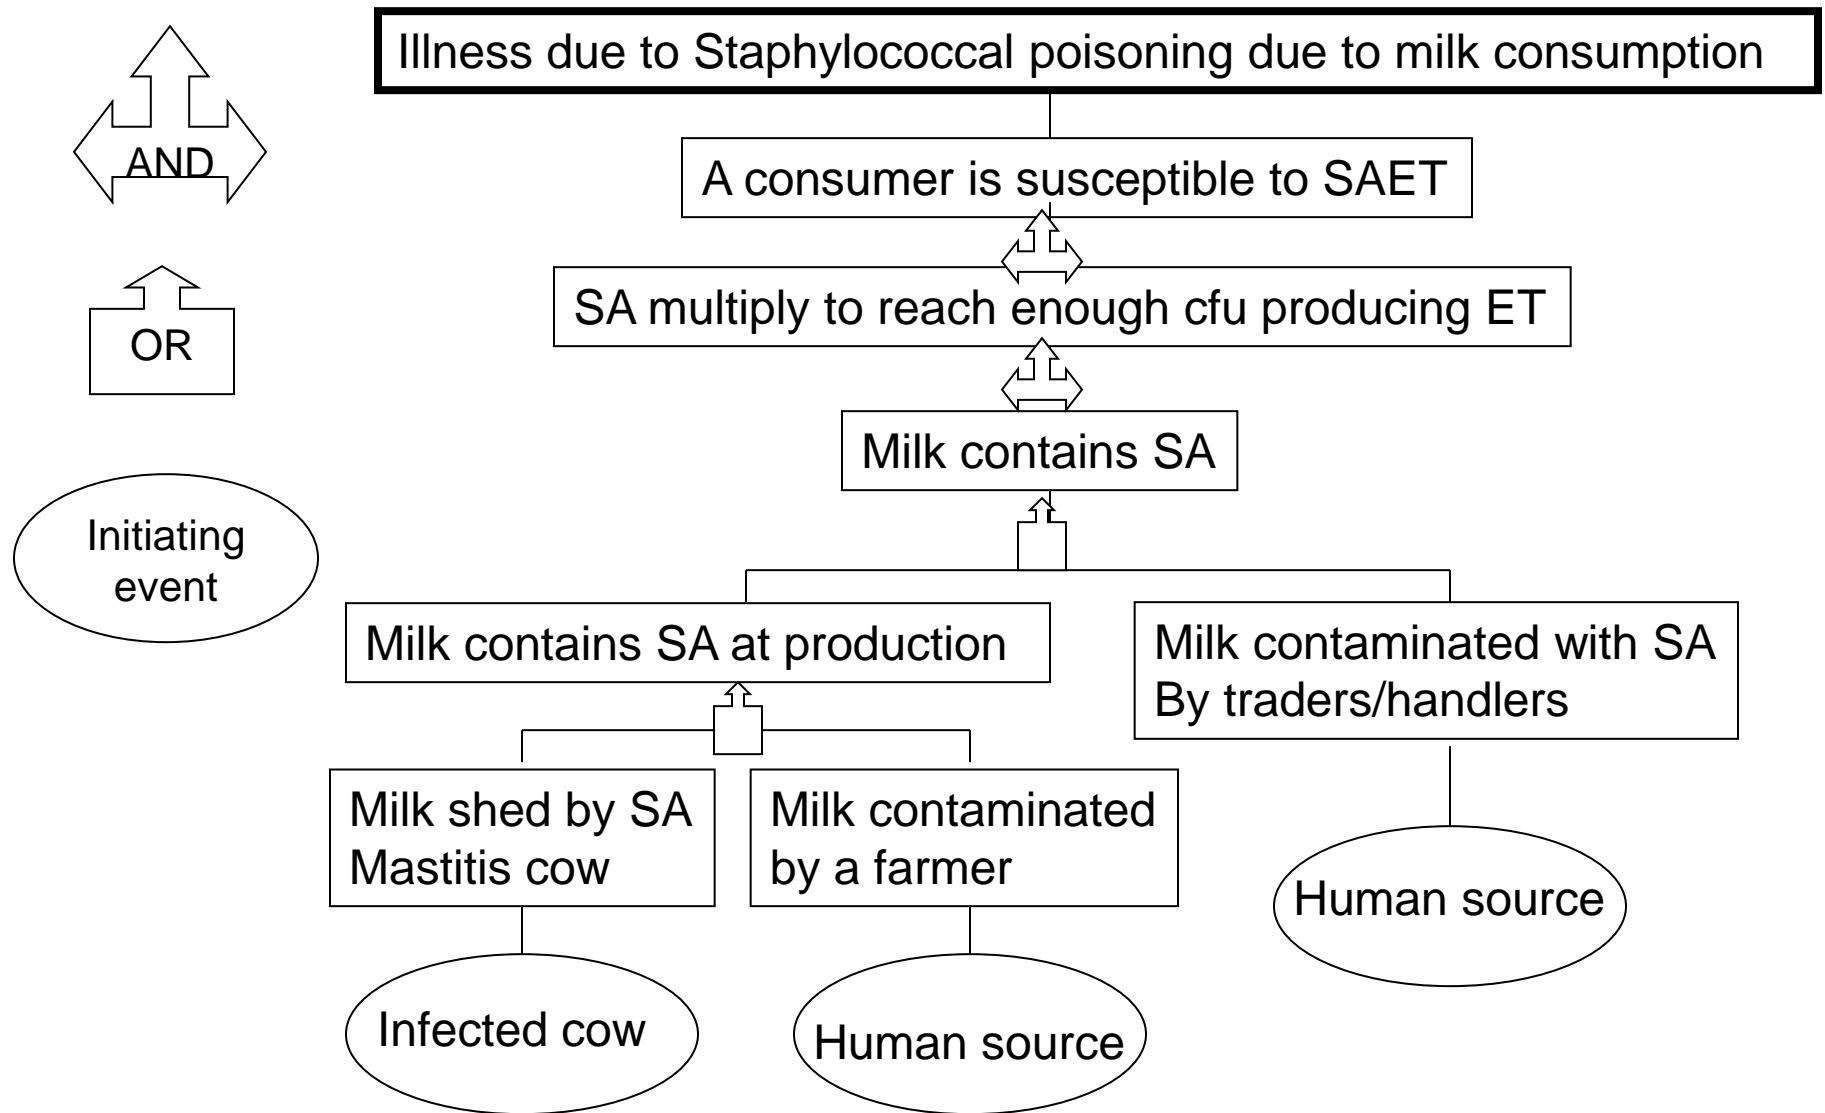 Illness due to Staphylococcal poisoning due to milk consumption
AND
A consumer is susceptible to SAET
SA multiply to reach enough cfu producing ET
OR
Milk contains SA
Initiating
event
Milk contains SA at production
Milk contaminated with SA
By traders/handlers
Milk shed by SA
Mastitis cow
Milk contaminated
by a farmer
Human source
Infected cow
Human source